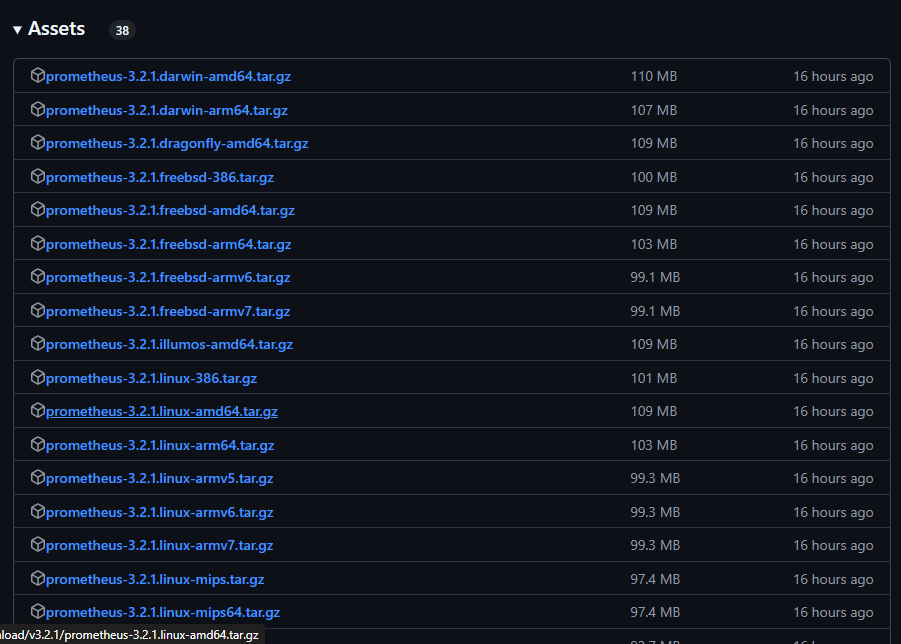 Assets 38
prometheus-3.2.1.darwin-amd64.tar.gz 110 MB 16 hours ago
prometheus-3.2.1.darwin-arm64.tar.gz 107 MB 16 hours ago
prometheus-3.2.1.dragonfly-amd64.tar.gz 109 MB 16 hours ago
prometheus-3.2.1.freebsd-386.tar.gz 100 MB 16 hours ago
prometheus-3.2.1.freebsd-amd64.tar.gz 109 MB 16 hours ago
prometheus-3.2.1.freebsd-arm64.tar.gz 103 MB 16 hours ago
prometheus-3.2.1.freebsd-armv6.tar.gz 99.1 MB 16 hours ago
prometheus-3.2.1.freebsd-armv7.tar.gz 99.1 MB 16 hours ago
prometheus-3.2.1.illumos-amd64.tar.gz 109 MB 16 hours ago
prometheus-3.2.1.linux-386.tar.gz 101 MB 16 hours ago
prometheus-3.2.1.linux-amd64.tar.gz 109 MB 16 hours ago
prometheus-3.2.1.linux-arm64.tar.gz 103 MB 16 hours ago
prometheus-3.2.1.linux-armv5.tar.gz 99.3 MB 16 hours ago
prometheus-3.2.1.linux-armv6.tar.gz 99.3 MB 16 hours ago
prometheus-3.2.1.linux-armv7.tar.gz 99.3 MB 16 hours ago
prometheus-3.2.1.linux-mips.tar.gz 97.4 MB 16 hours ago
prometheus-3.2.1.linux-mips64.tar.gz 97.4 MB 16 hours ago
load/v3.2.1/prometheus-3.2.1.linux-amd64.tar.gz